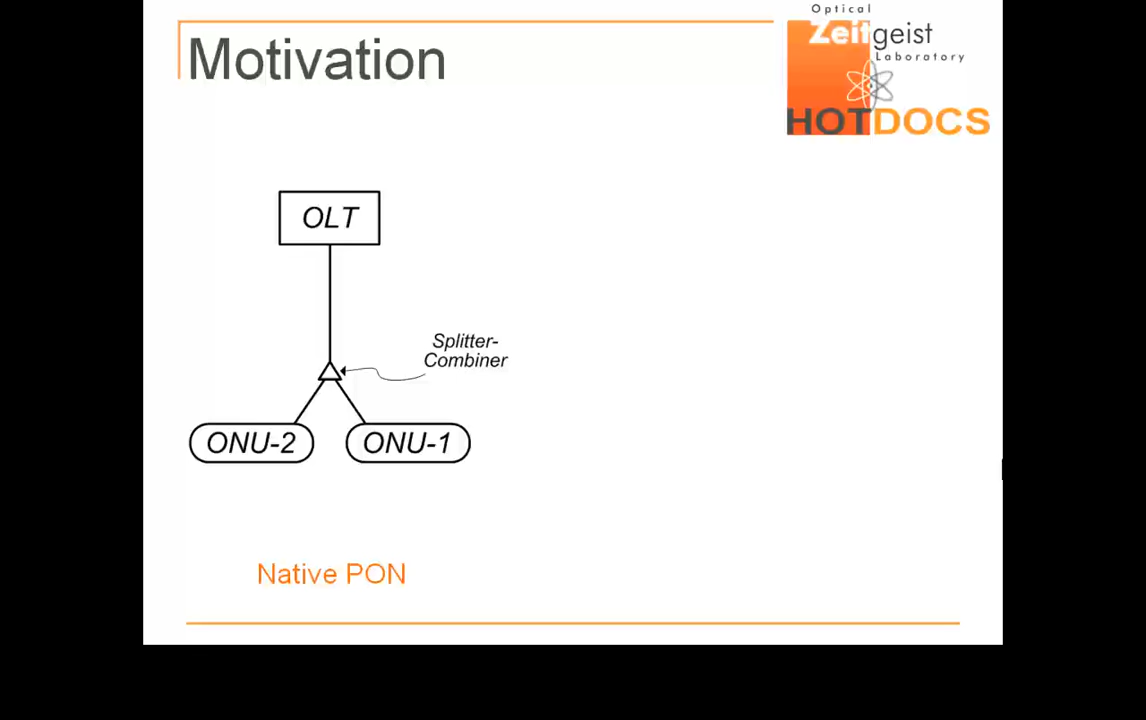 Optical
Zeitgeist
Laboratory
HOTDOCS
Motivation
OLT
Splitter-
Combiner
ONU-2
ONU-1
Native PON